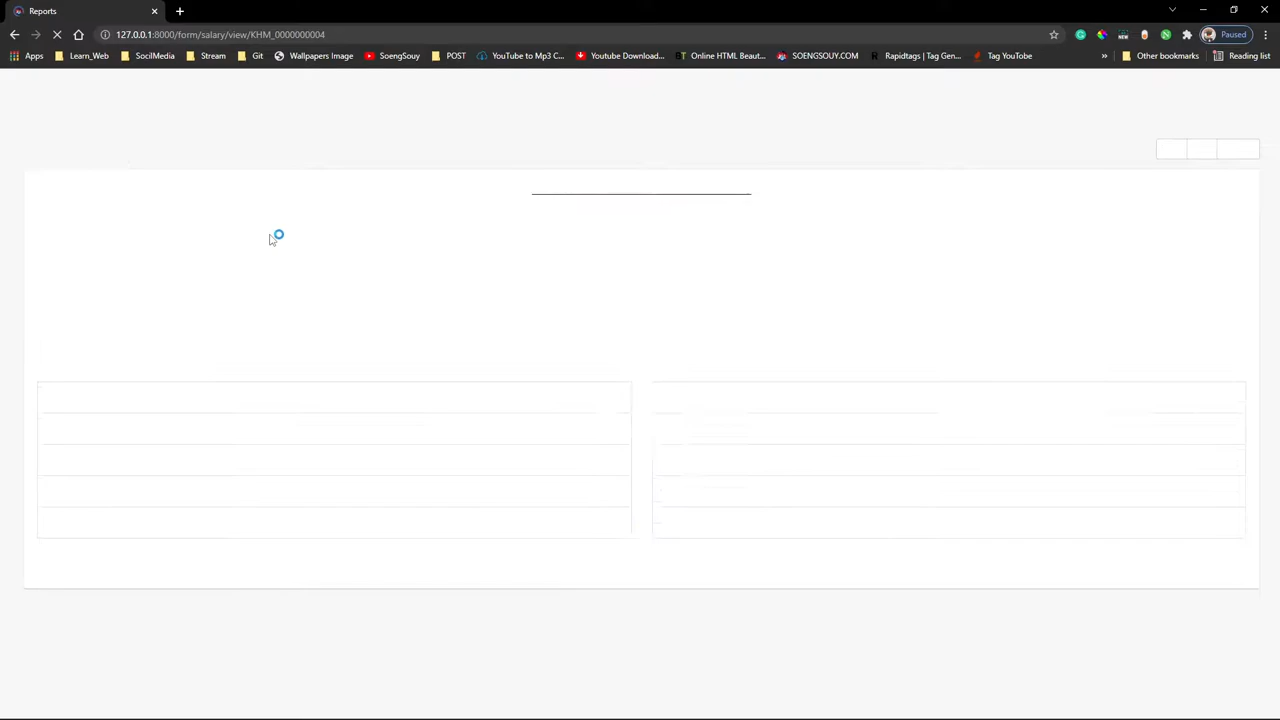 Reports
127.0.0.1:8000/form/salary/view/KHM_0000000004
Paused
Apps Learn_Web SocilMedia Stream Git Wallpapers Image SoengSouy POST YouTube to Mp3 C... Youtube Download... BT Online HTML Beaut... SOENGSOUY.COM R Rapidtags | Tag Gen... Tag YouTube » Other bookmarks Reading list